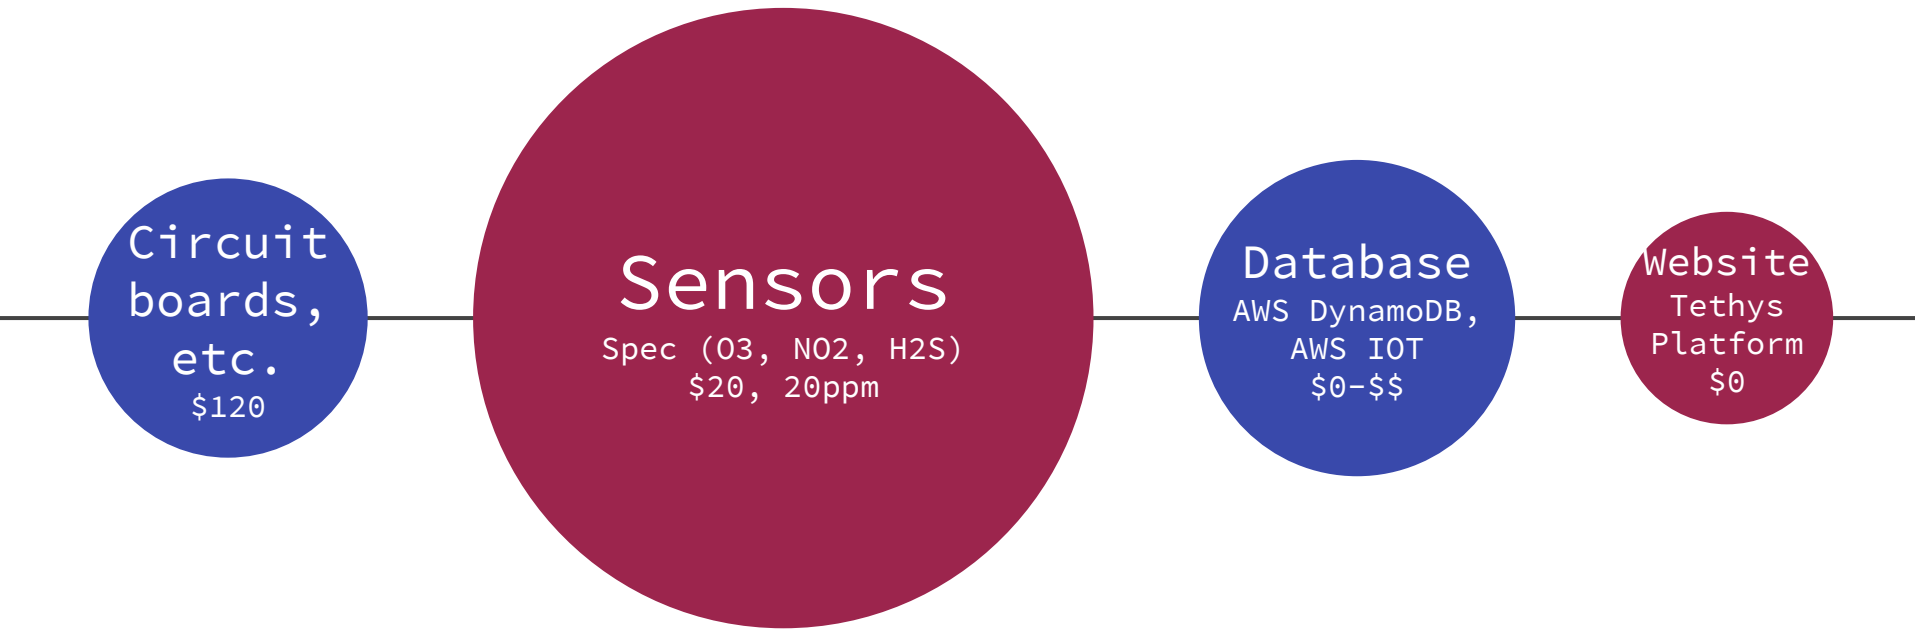 Circuit
boards,
etc.
$120
Sensors
Spec (O3, NO2, H2S)
$20, 20ppm
Database
AWS DynamoDB,
AWS IOT
$0-$$
Website
Tethys
Platform
$0